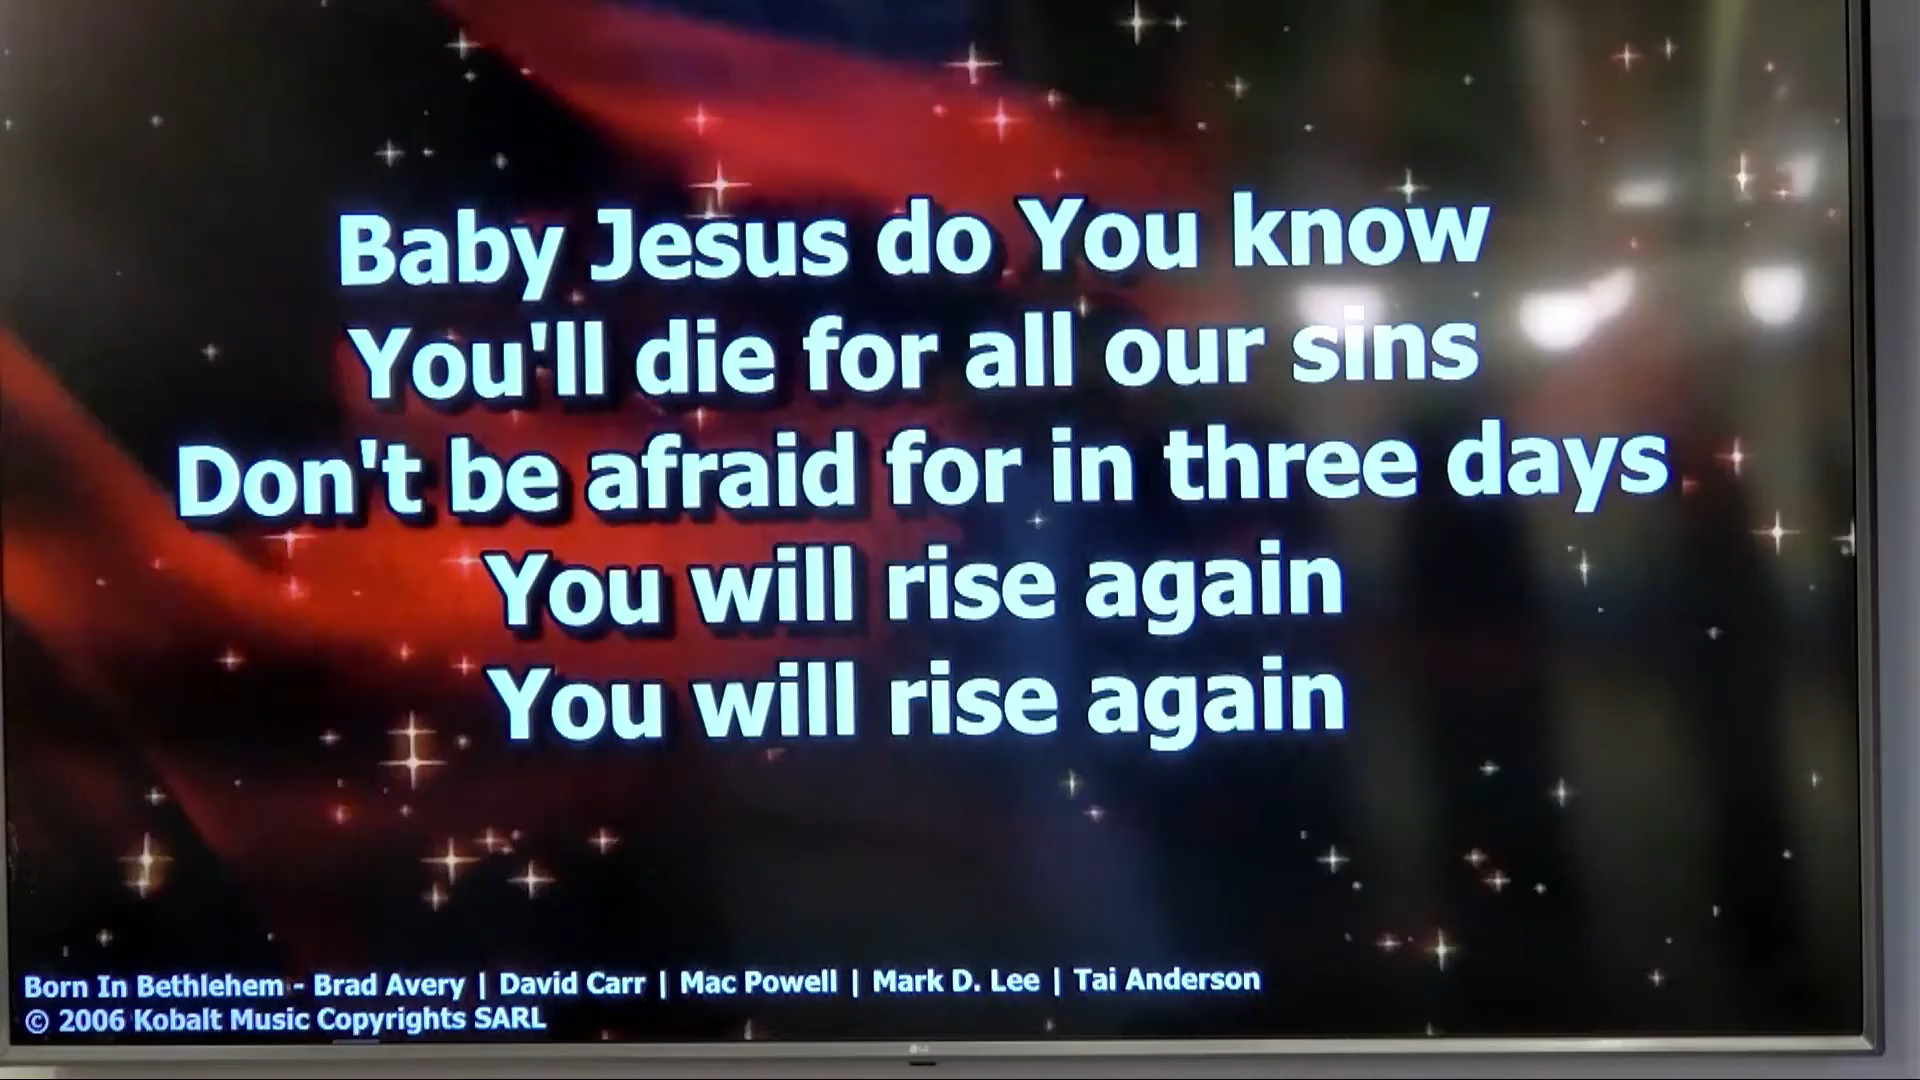 Baby Jesus do You know
You'll die for all our sins
Don't be afraid for in three days
You will rise again
You will rise again
Born In Bethlehem - Brad Avery | David Carr | Mac Powell | Mark D. Lee | Tai Anderson
© 2006 Kobalt Music Copyrights SARL
LG